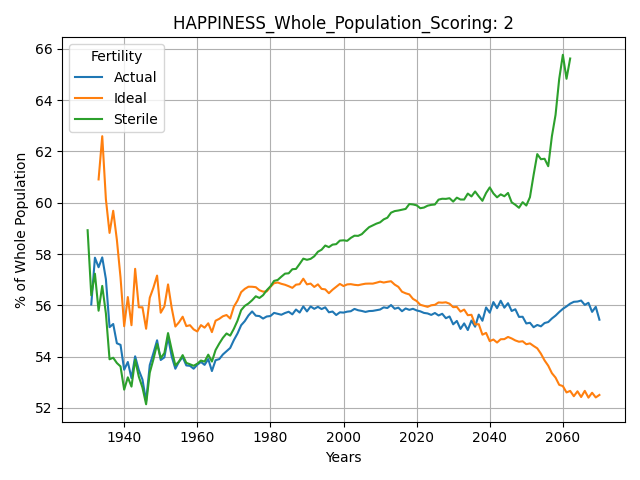 HAPPINESS_Whole_Population_Scoring: 2
Fertility
Actual
Ideal
Sterile
% of Whole Population
66
64
62
60
58
56
54
52
1940
1960
1980
2000
2020
2040
2060
Years